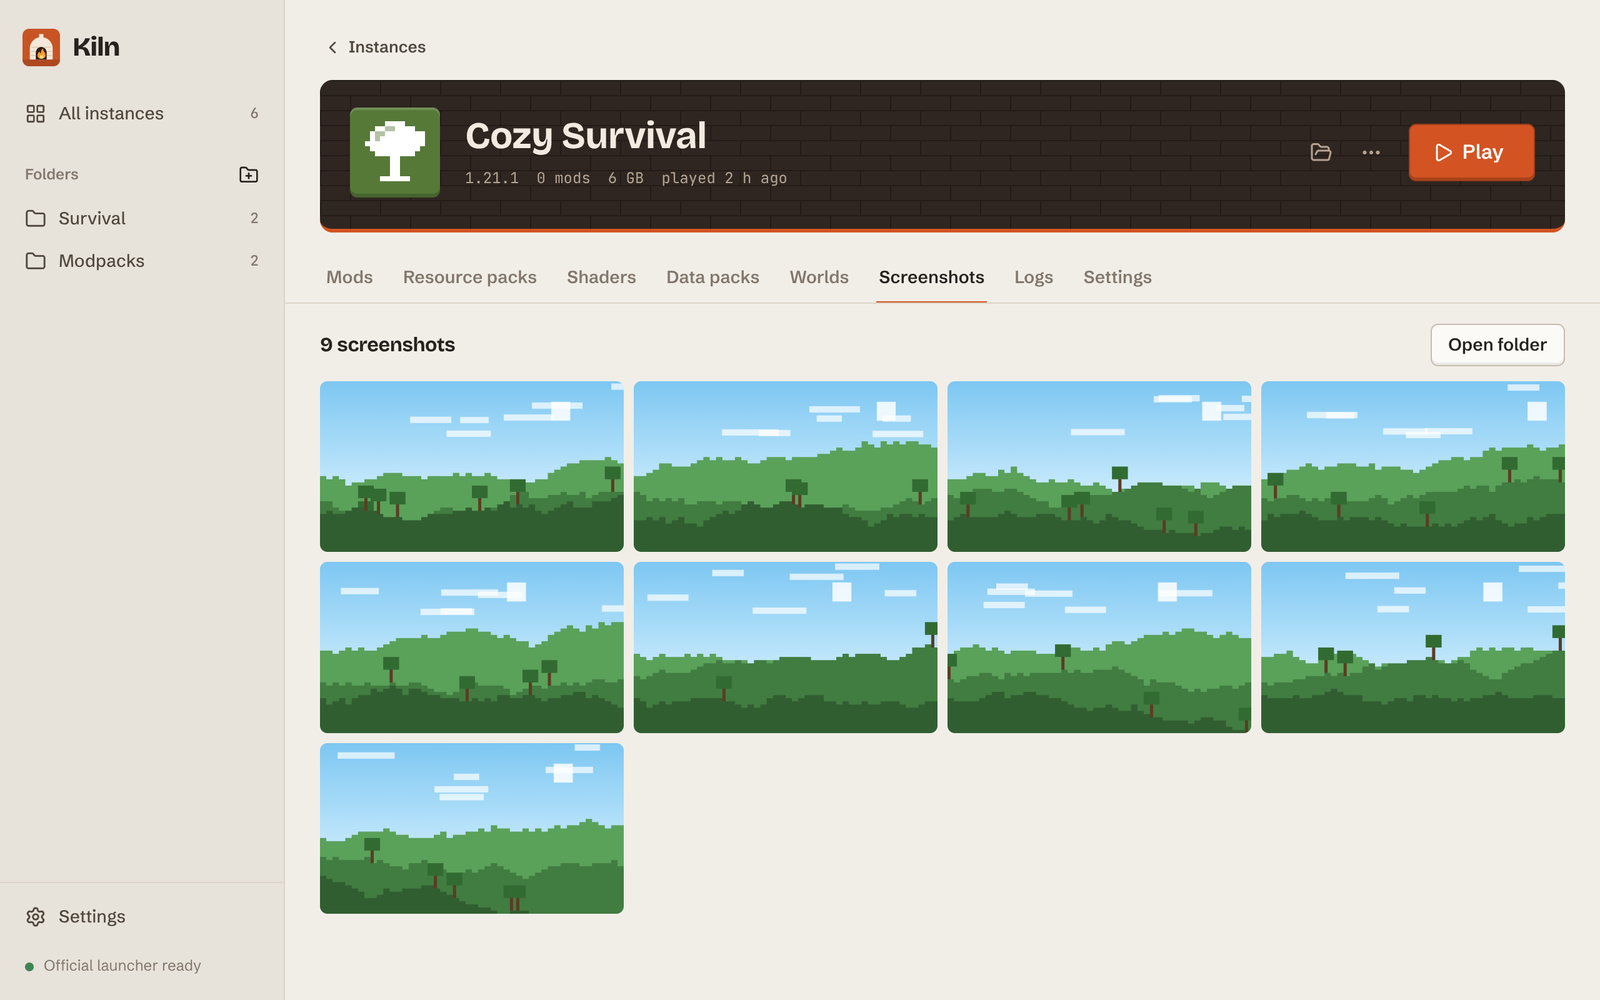 Kiln
All instances 6
Folders
Survival 2
Modpacks 2
Settings
Official launcher ready
Instances
Cozy Survival
1.21.1 0 mods 6 GB played 2 h ago
Play
Mods Resource packs Shaders Data packs Worlds Screenshots Logs Settings
9 screenshots
Open folder